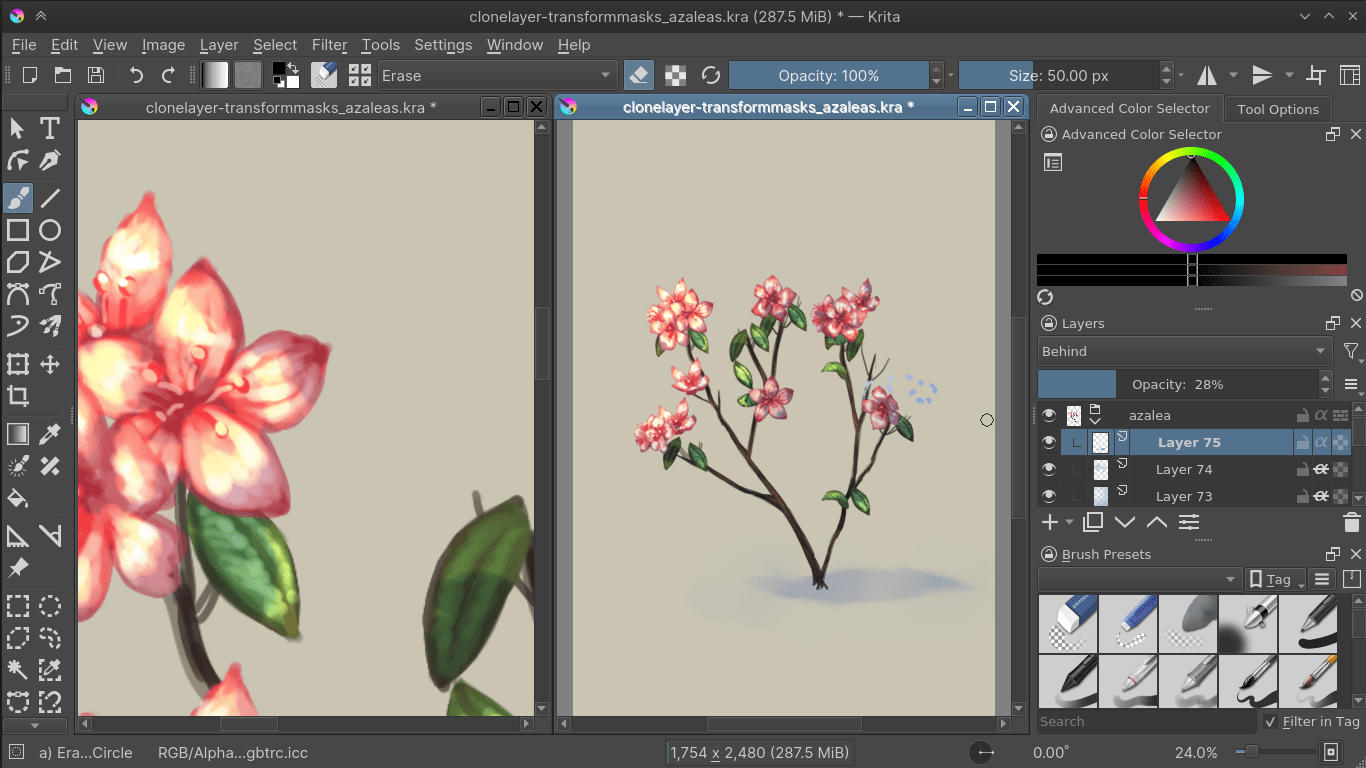 clonelayer-transformmasks_azaleas.kra (287.5 MiB) * — Krita
File Edit View Image Layer Select Filter Tools Settings Window Help
Erase Opacity: 100% Size: 50.00 px
clonelayer-transformmasks_azaleas.kra *
clonelayer-transformmasks_azaleas.kra *
Advanced Color Selector Tool Options
Advanced Color Selector
Layers
Behind
Opacity: 28%
azalea
Layer 75
Layer 74
Layer 73
Brush Presets
Tag
Search Filter in Tag
a) Era...Circle RGB/Alpha...gbtrc.icc 1,754 x 2,480 (287.5 MiB) 0.00° 24.0%